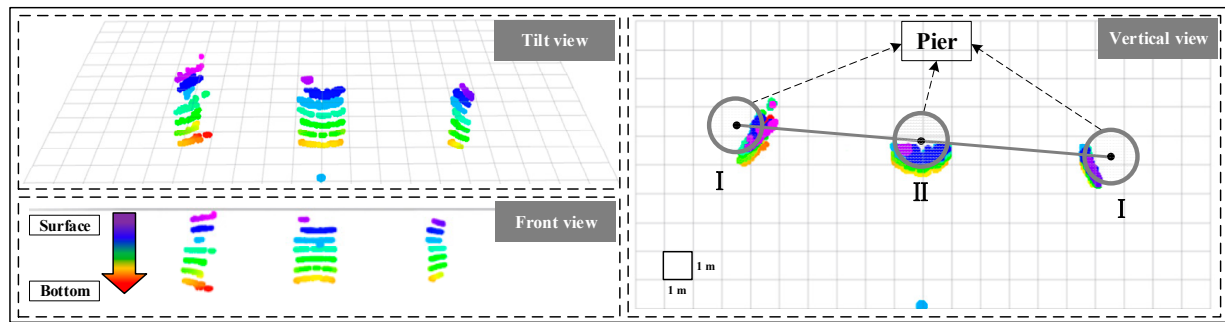 Tilt view
Surface
Bottom
Front view
Pier
Vertical view
I
II
I
1 m
1 m